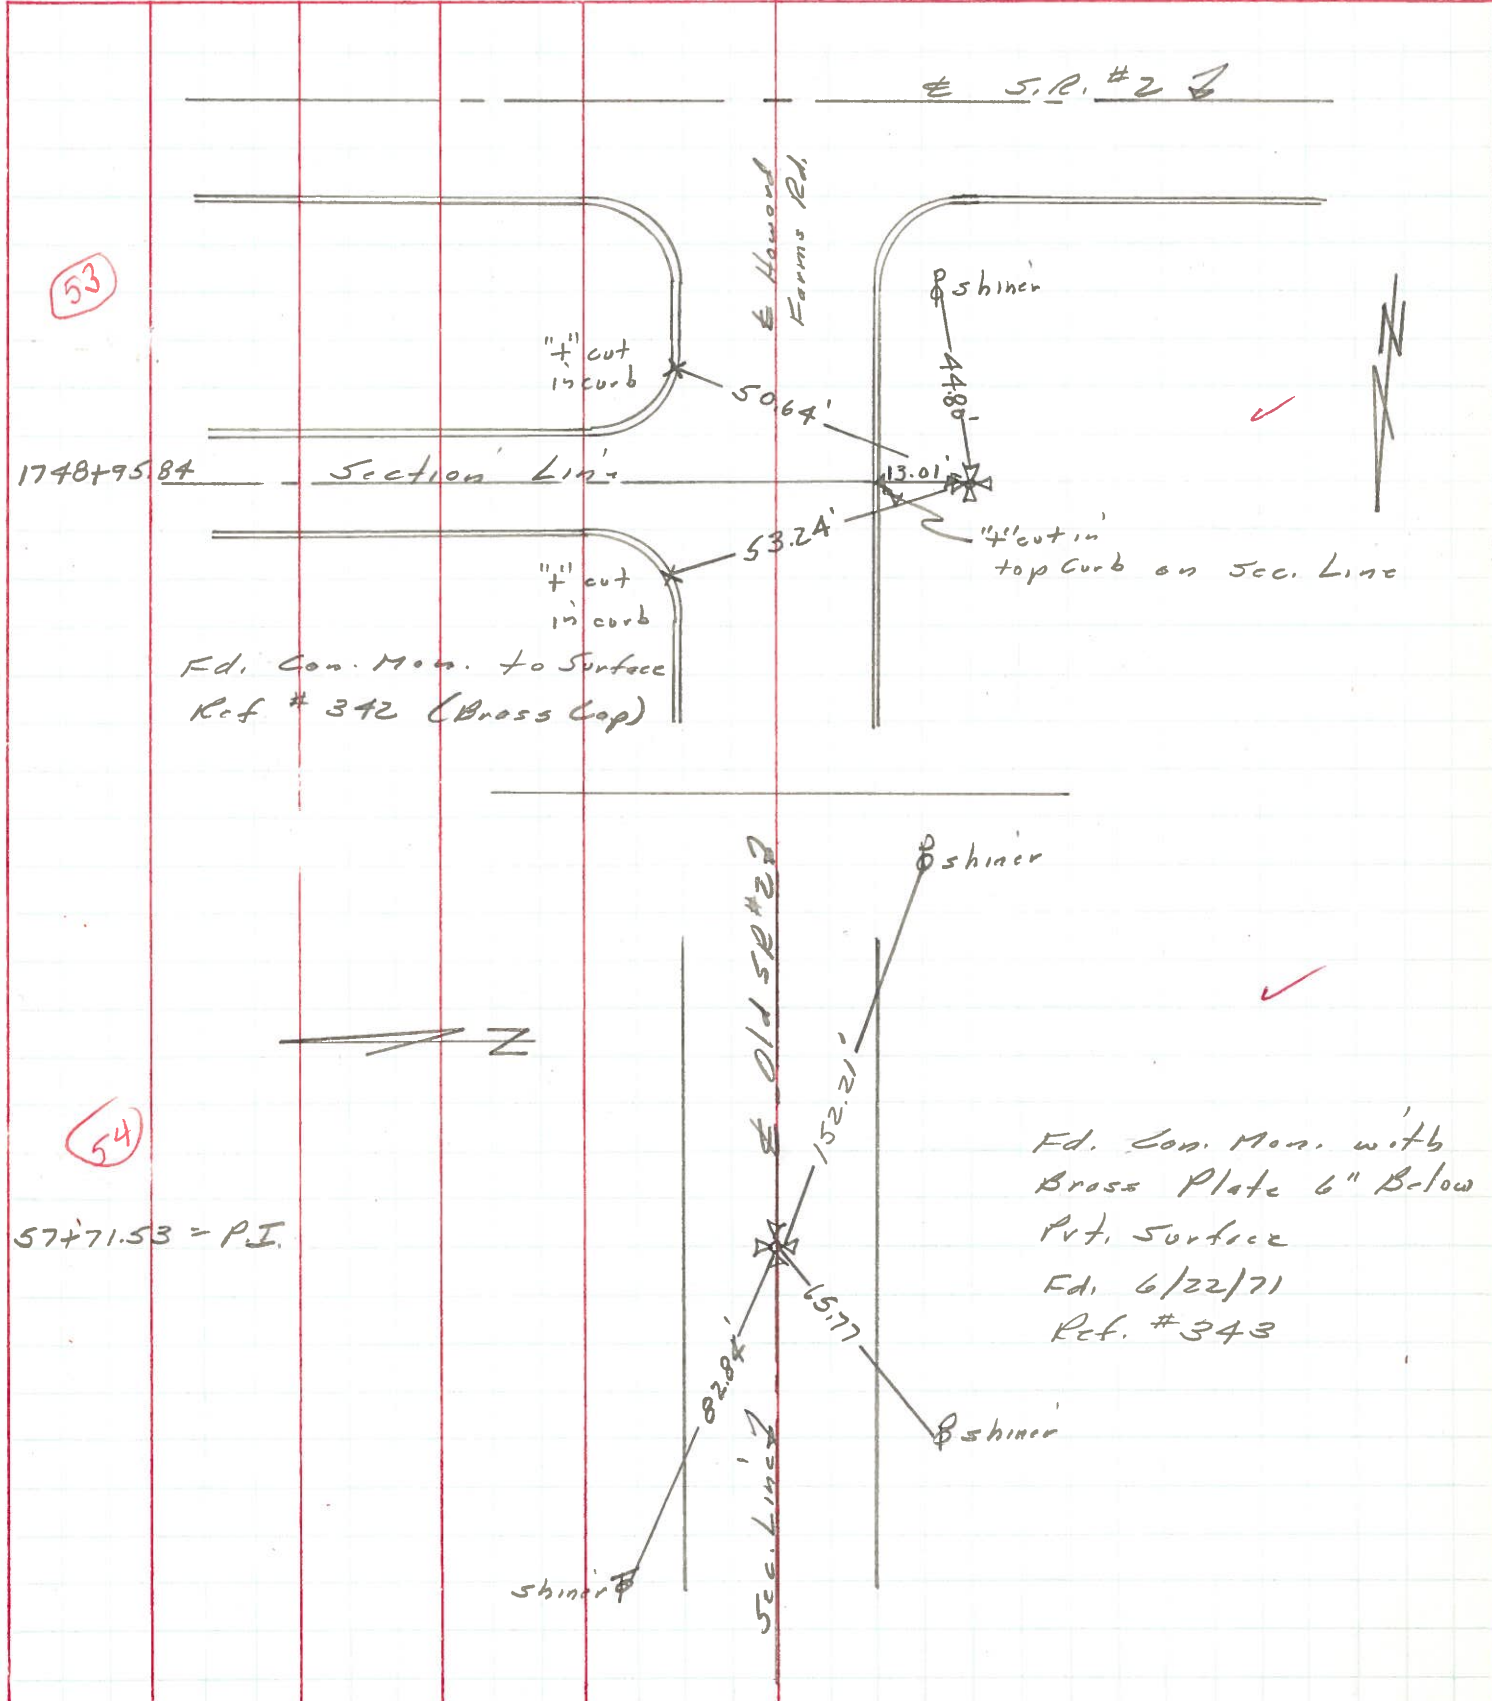 ℄ S.R. #2
℄ Howard
Farms Rd.
53
shiner
"+" cut
in curb
50.64'
44.80'
1748+95.84
Section Line
13.01'
53.24'
"+" cut in
top Curb on Sec. Line
"+" cut
in curb
Fd. Con. Mon. to Surface
Ref # 342 (Brass Cap)
N
shiner
℄ Old SR #2
N
152.21'
54
57+71.53 = P.I.
Fd. Con. Mon. with
Brass Plate 6" Below
Pvt. Surface
Fd. 6/22/71
Ref. #343
65.77
82.84'
shiner
Sec. Line
shiner